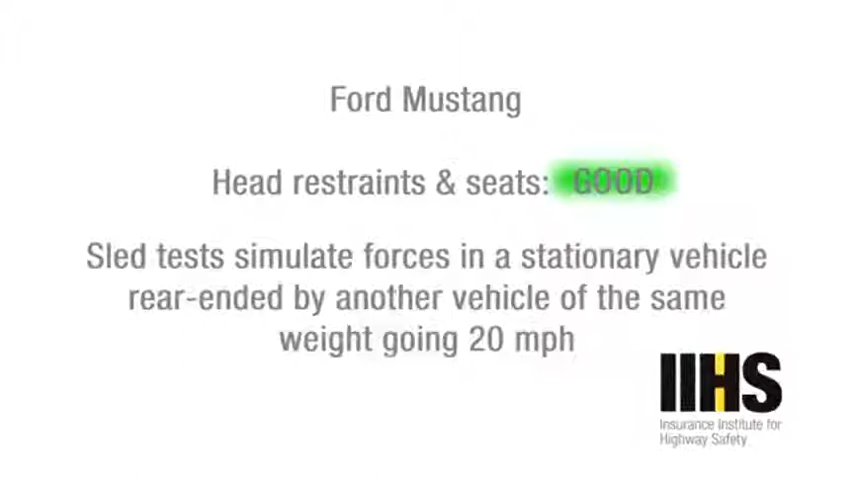 Ford Mustang
Head restraints & seats: GOOD
Sled tests simulate forces in a stationary vehicle
rear-ended by another vehicle of the same
weight going 20 mph
IIHS
Insurance Institute for
Highway Safety